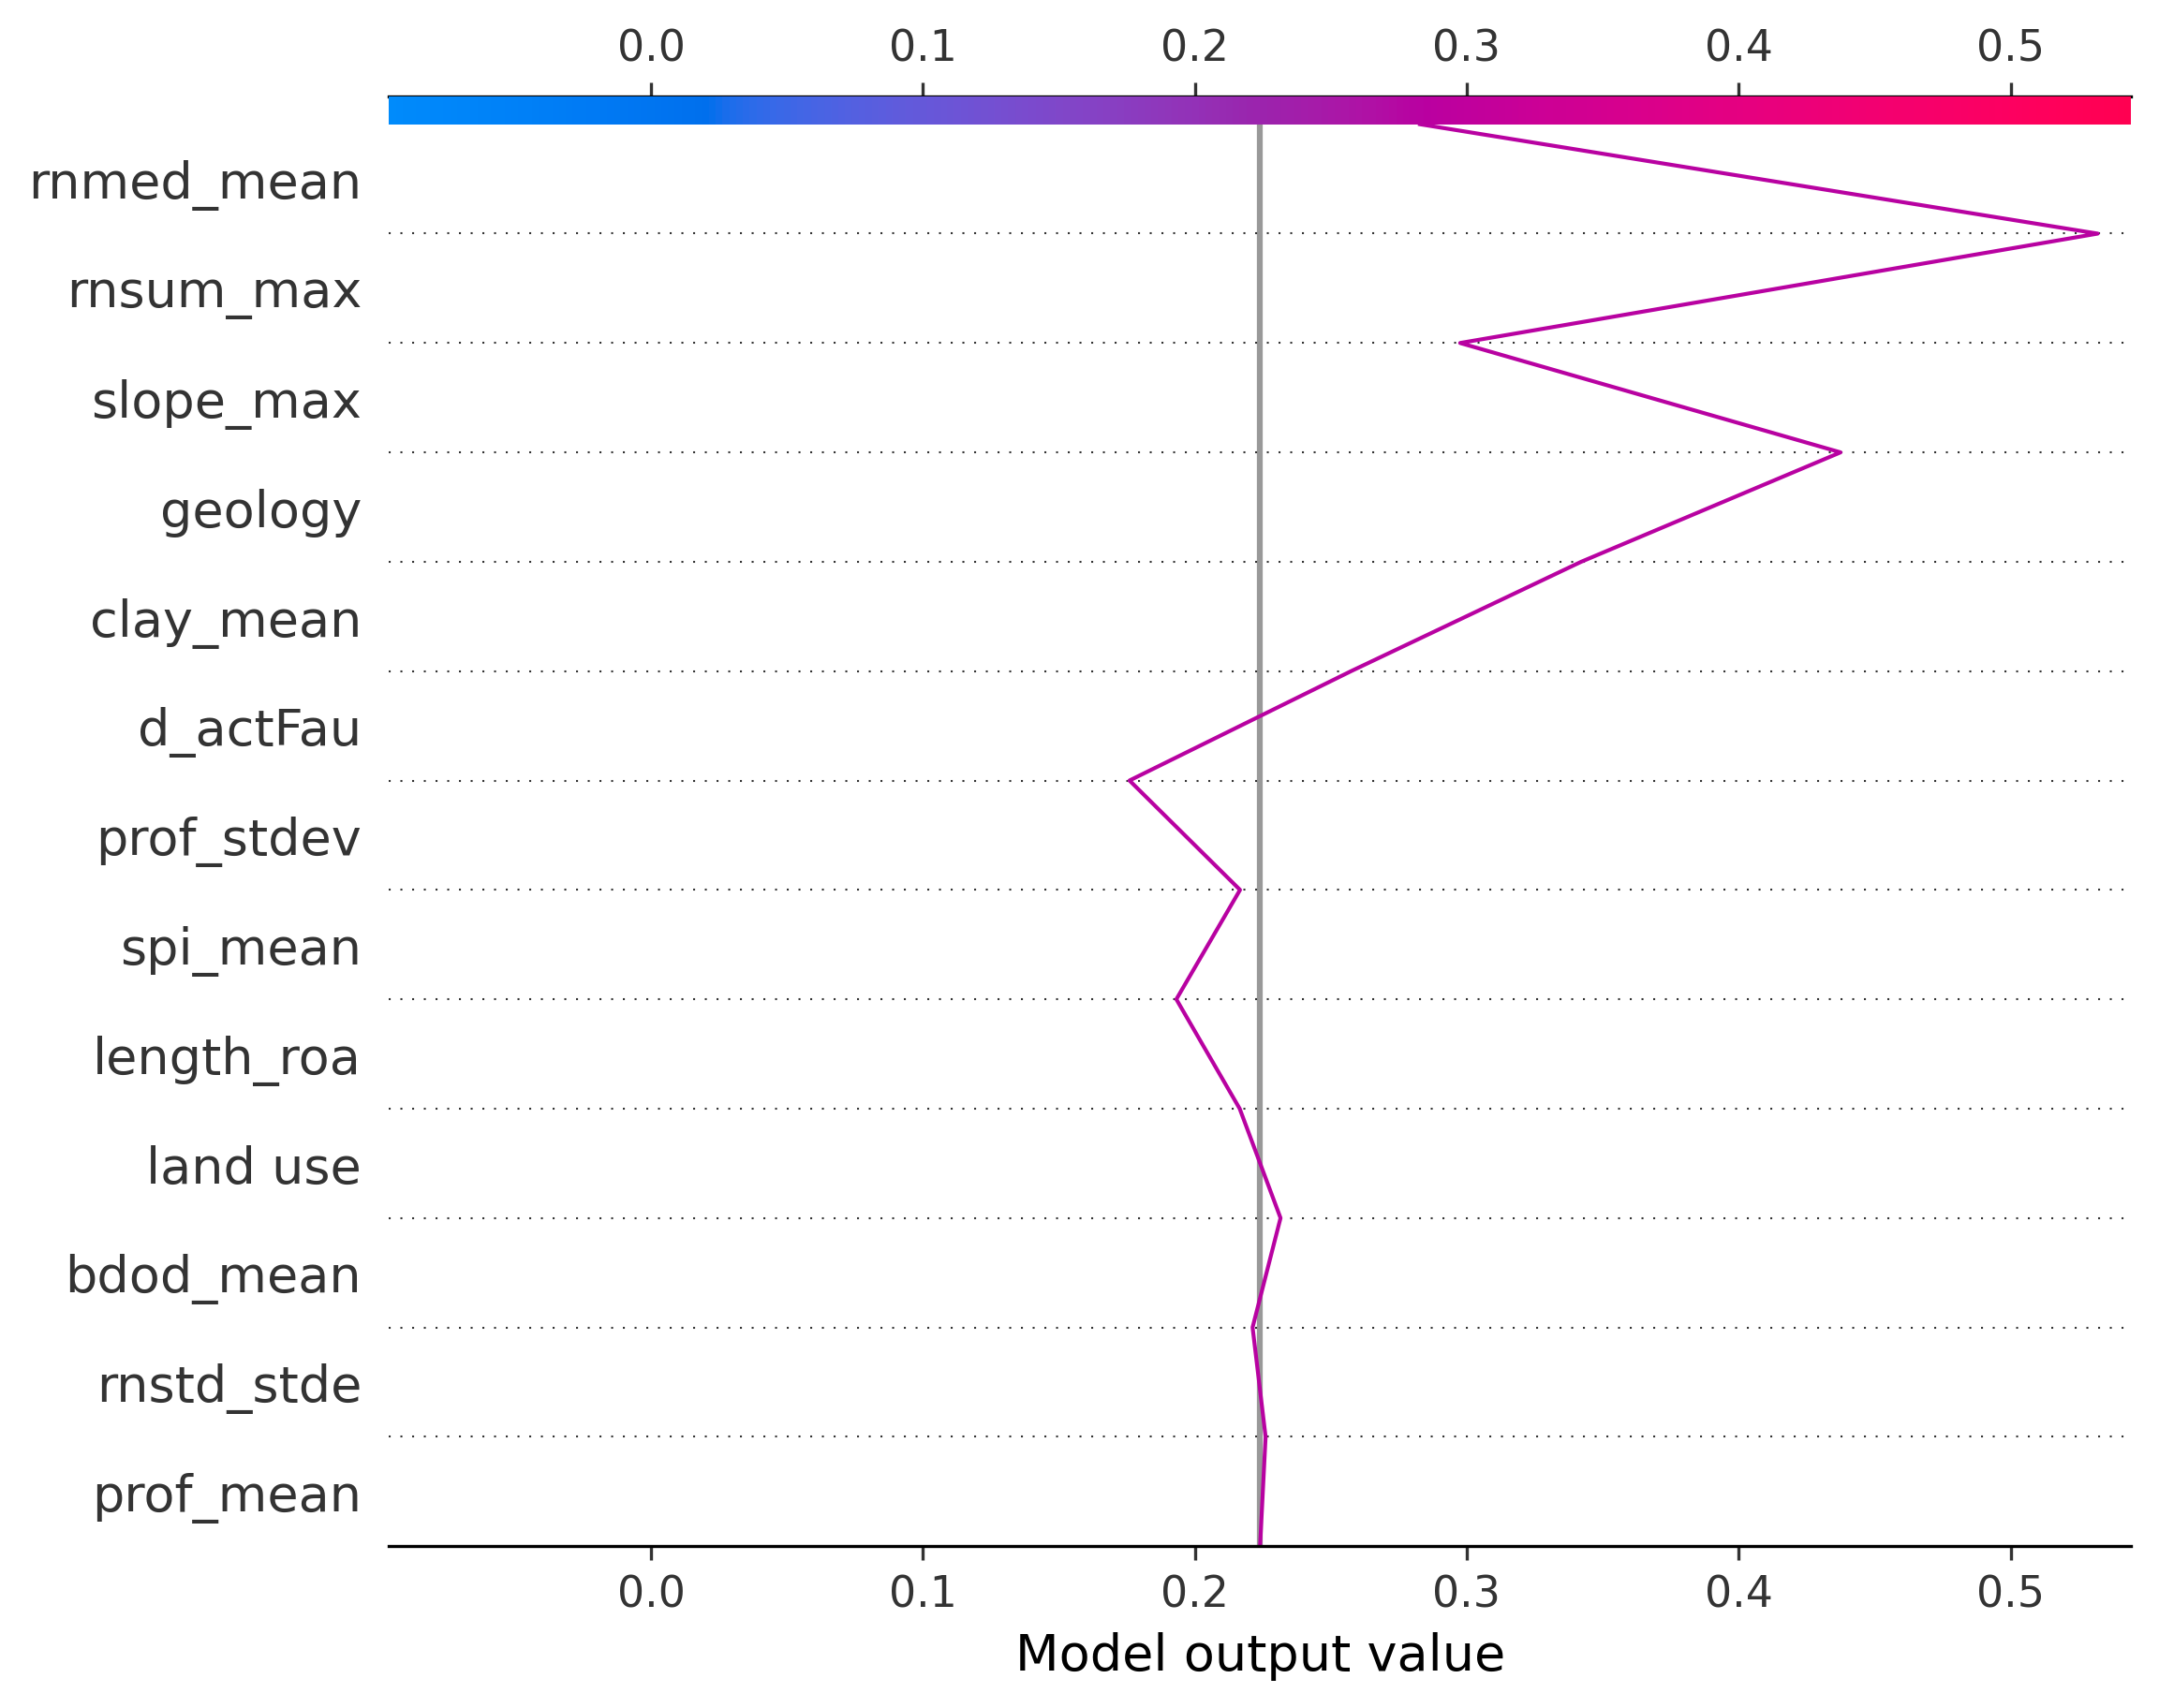 0.0 0.1 0.2 0.3 0.4 0.5
rnmed_mean
rnsum_max
slope_max
geology
clay_mean
d_actFau
prof_stdev
spi_mean
length_roa
land use
bdod_mean
rnstd_stde
prof_mean
0.0 0.1 0.2 0.3 0.4 0.5
Model output value